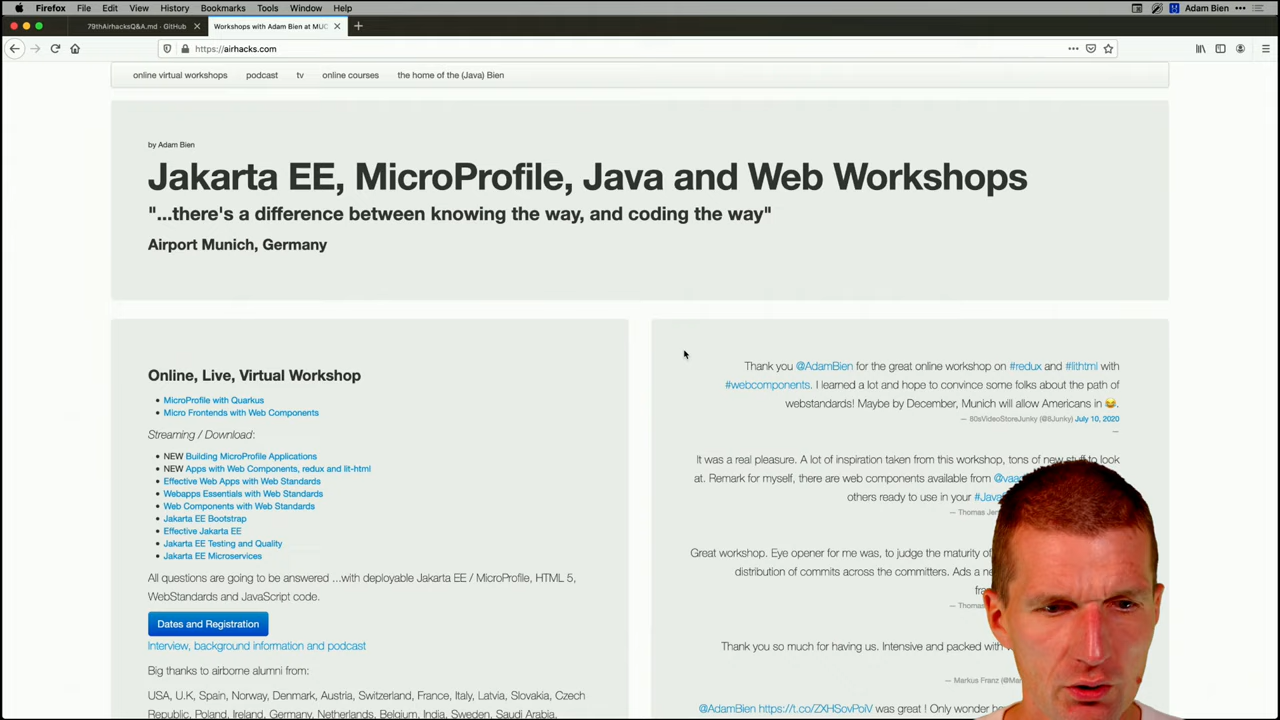 Firefox File Edit View History Bookmarks Tools Window Help Adam Bien
79thAirhacksQ&A.md · GitHub Workshops with Adam Bien at MUC
https://airhacks.com
online virtual workshops podcast tv online courses the home of the (Java) Bien
by Adam Bien
Jakarta EE, MicroProfile, Java and Web Workshops
"...there's a difference between knowing the way, and coding the way"
Airport Munich, Germany
Online, Live, Virtual Workshop
MicroProfile with Quarkus
Micro Frontends with Web Components
Streaming / Download:
NEW Building MicroProfile Applications
NEW Apps with Web Components, redux and lit-html
Effective Web Apps with Web Standards
Webapps Essentials with Web Standards
Web Components with Web Standards
Jakarta EE Bootstrap
Effective Jakarta EE
Jakarta EE Testing and Quality
Jakarta EE Microservices
All questions are going to be answered ...with deployable Jakarta EE / MicroProfile, HTML 5,
WebStandards and JavaScript code.
Dates and Registration
Interview, background information and podcast
Big thanks to airborne alumni from:
USA, U.K, Spain, Norway, Denmark, Austria, Switzerland, France, Italy, Latvia, Slovakia, Czech
Republic, Poland, Ireland, Germany, Netherlands, Belgium, India, Sweden, Saudi Arabia,
Thank you @AdamBien for the great online workshop on #redux and #lithtml with
#webcomponents. I learned a lot and hope to convince some folks about the path of
webstandards! Maybe by December, Munich will allow Americans in 😂.
— 80sVideoStoreJunky (@8Junky) July 10, 2020
—
It was a real pleasure. A lot of inspiration taken from this workshop, tons of new stuff to look
at. Remark for myself, there are web components available from
others ready to use in your
— Thomas
Great workshop. Eye opener for me was, to judge the maturity of
distribution of commits across the committers. Ads a
Thank you so much for having us. Intensive and packed with
— Markus Franz
@AdamBien https://t.co/ZXHSovPolV was great ! Only wonder